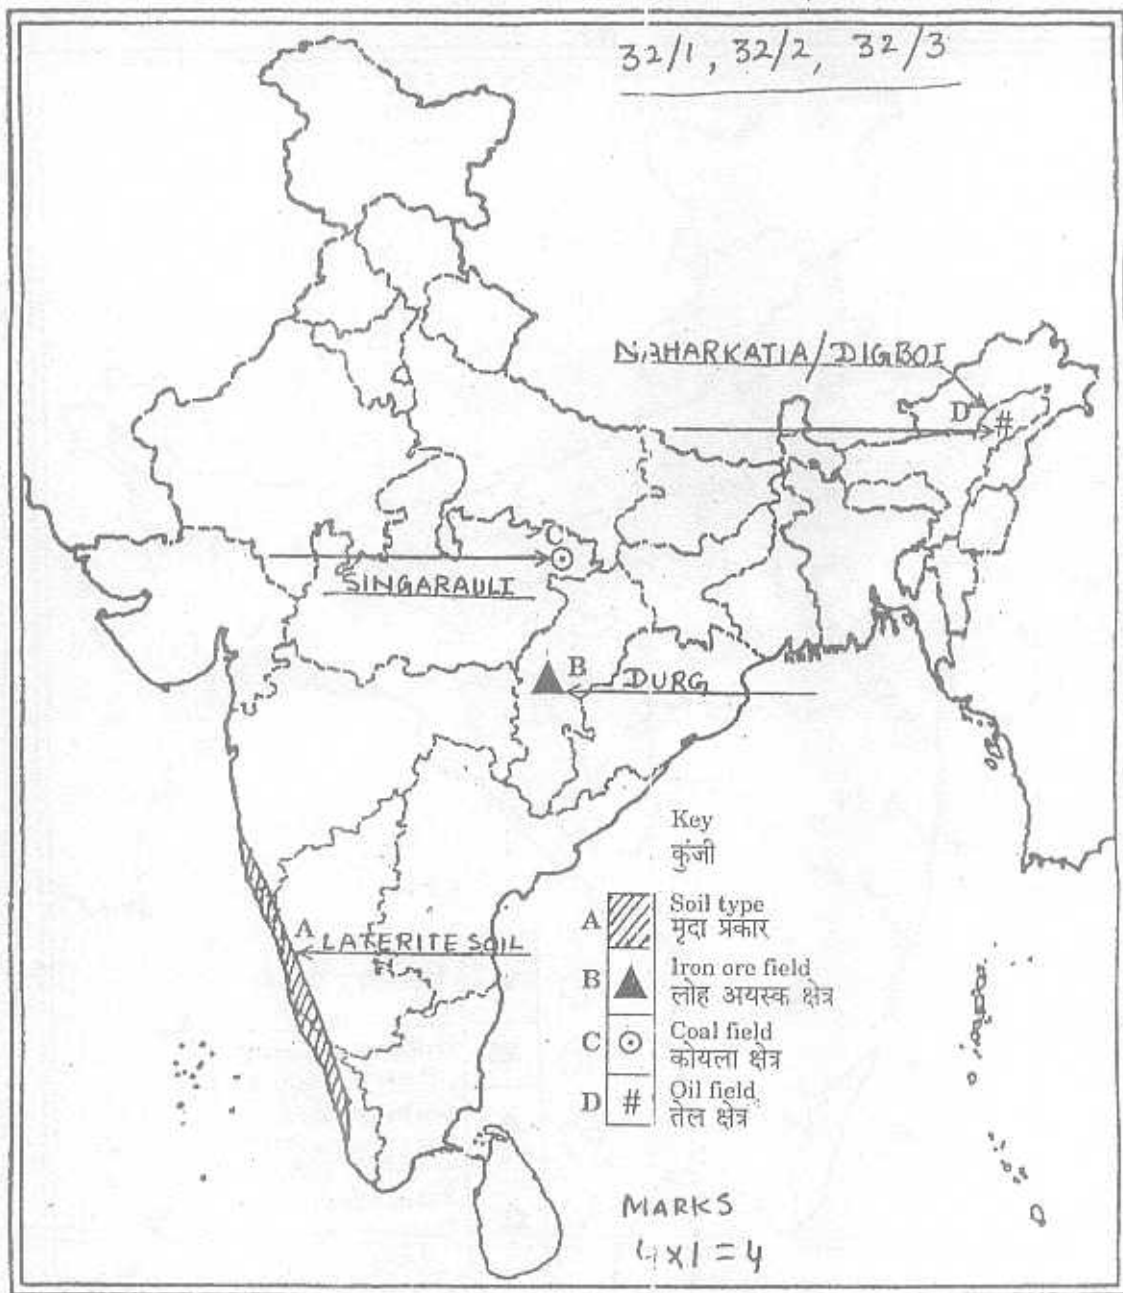 32/1, 32/2, 32/3
NAHARKATIA/DIGBOI
D
#
C
SINGARAULI
B
DURG
Key
कुंजी
A
LATERITE SOIL
A Soil type
मृदा प्रकार
B Iron ore field
लोह अयस्क क्षेत्र
C Coal field
कोयला क्षेत्र
D # Oil field
तेल क्षेत्र
MARKS
4x1=4